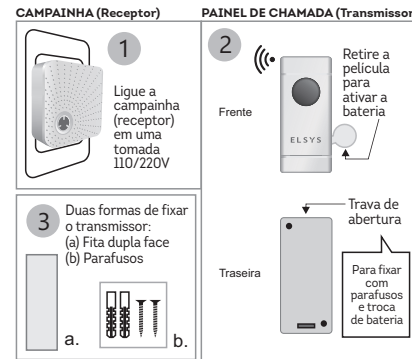 CAMPAINHA (Receptor)
PAINEL DE CHAMADA (Transmissor
1
Ligue a
campainha
(receptor)
em uma
tomada
110/220V
2
Retire a
pelicula
para
ativar a
bateria
Frente
ELSYS
3
Duas formas de fixar
o transmissor:
(a) Fita dupla face
(b) Parafusos
a.
b.
Trava de
abertura
Traseira
Para fixar
com
parafusos
e troca
de bateria